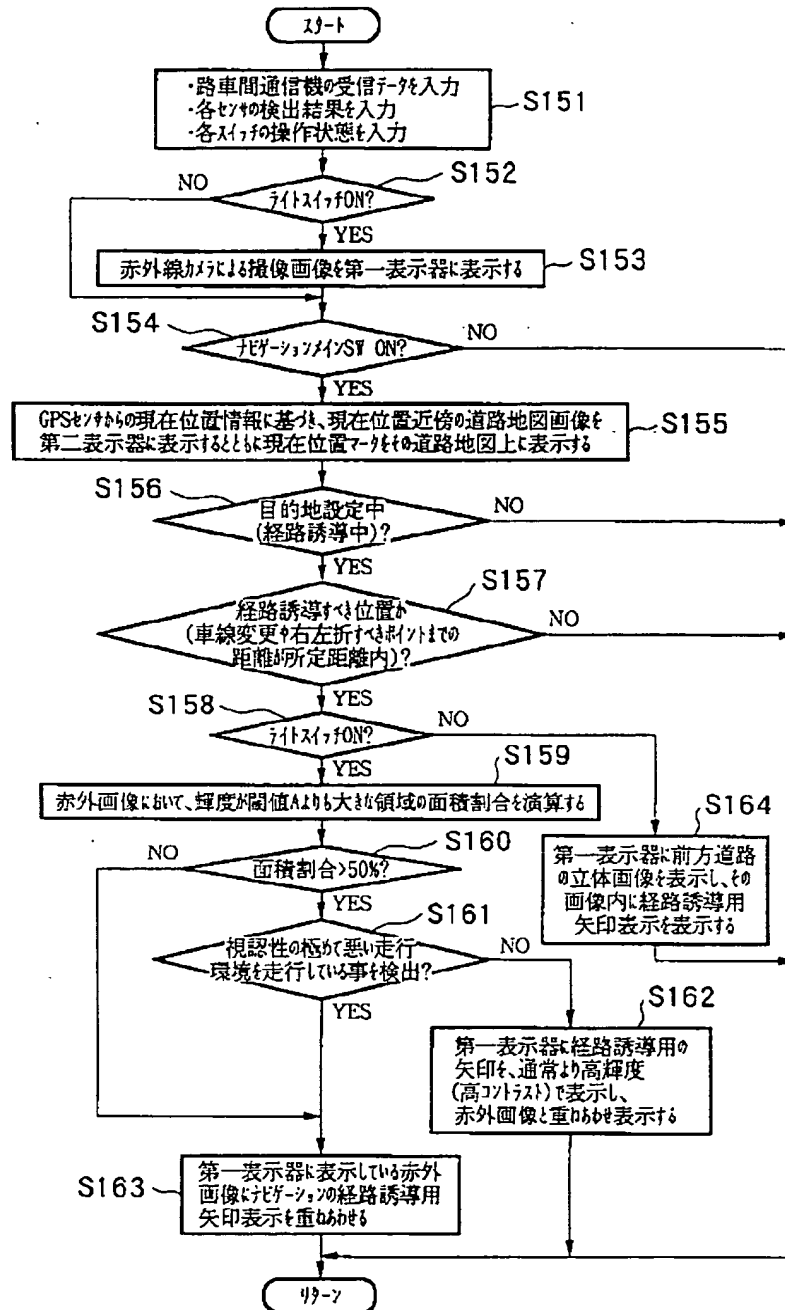 スタート
・路車間通信機の受信データを入力
・各センサの検出結果を入力
・各スイッチの操作状態を入力
S151
S152
NO
ライトスイッチON?
YES
赤外線カメラによる撮像画像を第一表示器に表示する
S153
S154
NO
ナビゲーションメインSW ON?
YES
GPSセンサからの現在位置情報に基づき、現在位置近傍の道路地図画像を
第二表示器に表示するとともに現在位置マークをその道路地図上に表示する
S155
S156
目的地設定中
(経路誘導中)?
NO
YES
S157
経路誘導すべき位置か
(車線変更や右左折すべきポイントまでの
距離が所定距離内)?
NO
YES
S158
NO
ライトスイッチON?
YES
S159
赤外画像において、輝度が閾値Aよりも大きな領域の面積割合を演算する
S164
第一表示器に前方道路
の立体画像を表示し、その
画像内に経路誘導用
矢印表示を表示する
S160
NO
面積割合>50%?
YES
S161
視認性の極めて悪い走行
環境を走行している事を検出?
NO
YES
S162
第一表示器に経路誘導用の
矢印を、通常より高輝度
(高コントラスト)で表示し、
赤外画像と重ねあわせ表示する
S163
第一表示器に表示している赤外
画像にナビゲーションの経路誘導用
矢印表示を重ねあわせる
リターン